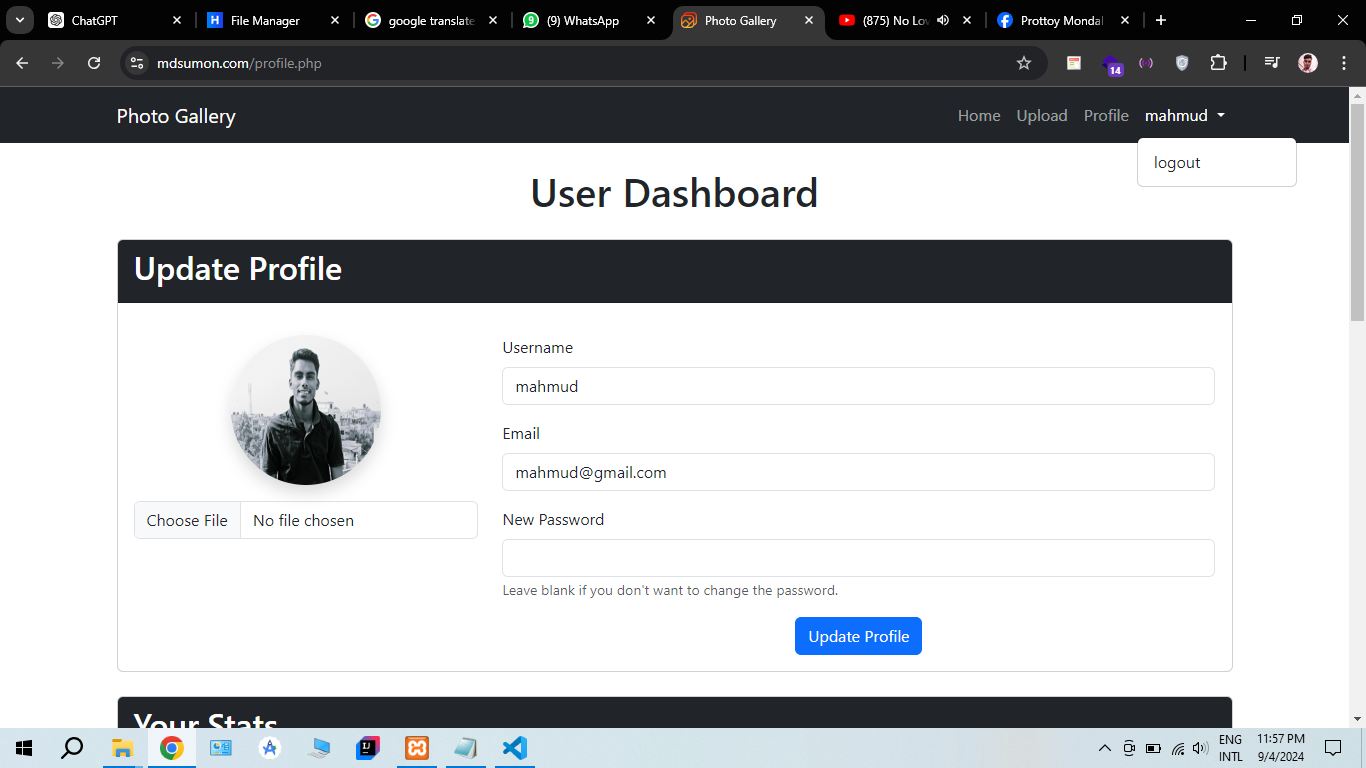 ChatGPT
File Manager
google translate
(9) WhatsApp
Photo Gallery
(875) No Lov
Prottoy Mondal
mdsumon.com/profile.php
14
Photo Gallery
Home
Upload
Profile
mahmud
logout
User Dashboard
Update Profile
Username
mahmud
Email
mahmud@gmail.com
Choose File
No file chosen
New Password
Leave blank if you don't want to change the password.
Update Profile
Your Stats
ENG
INTL
11:57 PM
9/4/2024